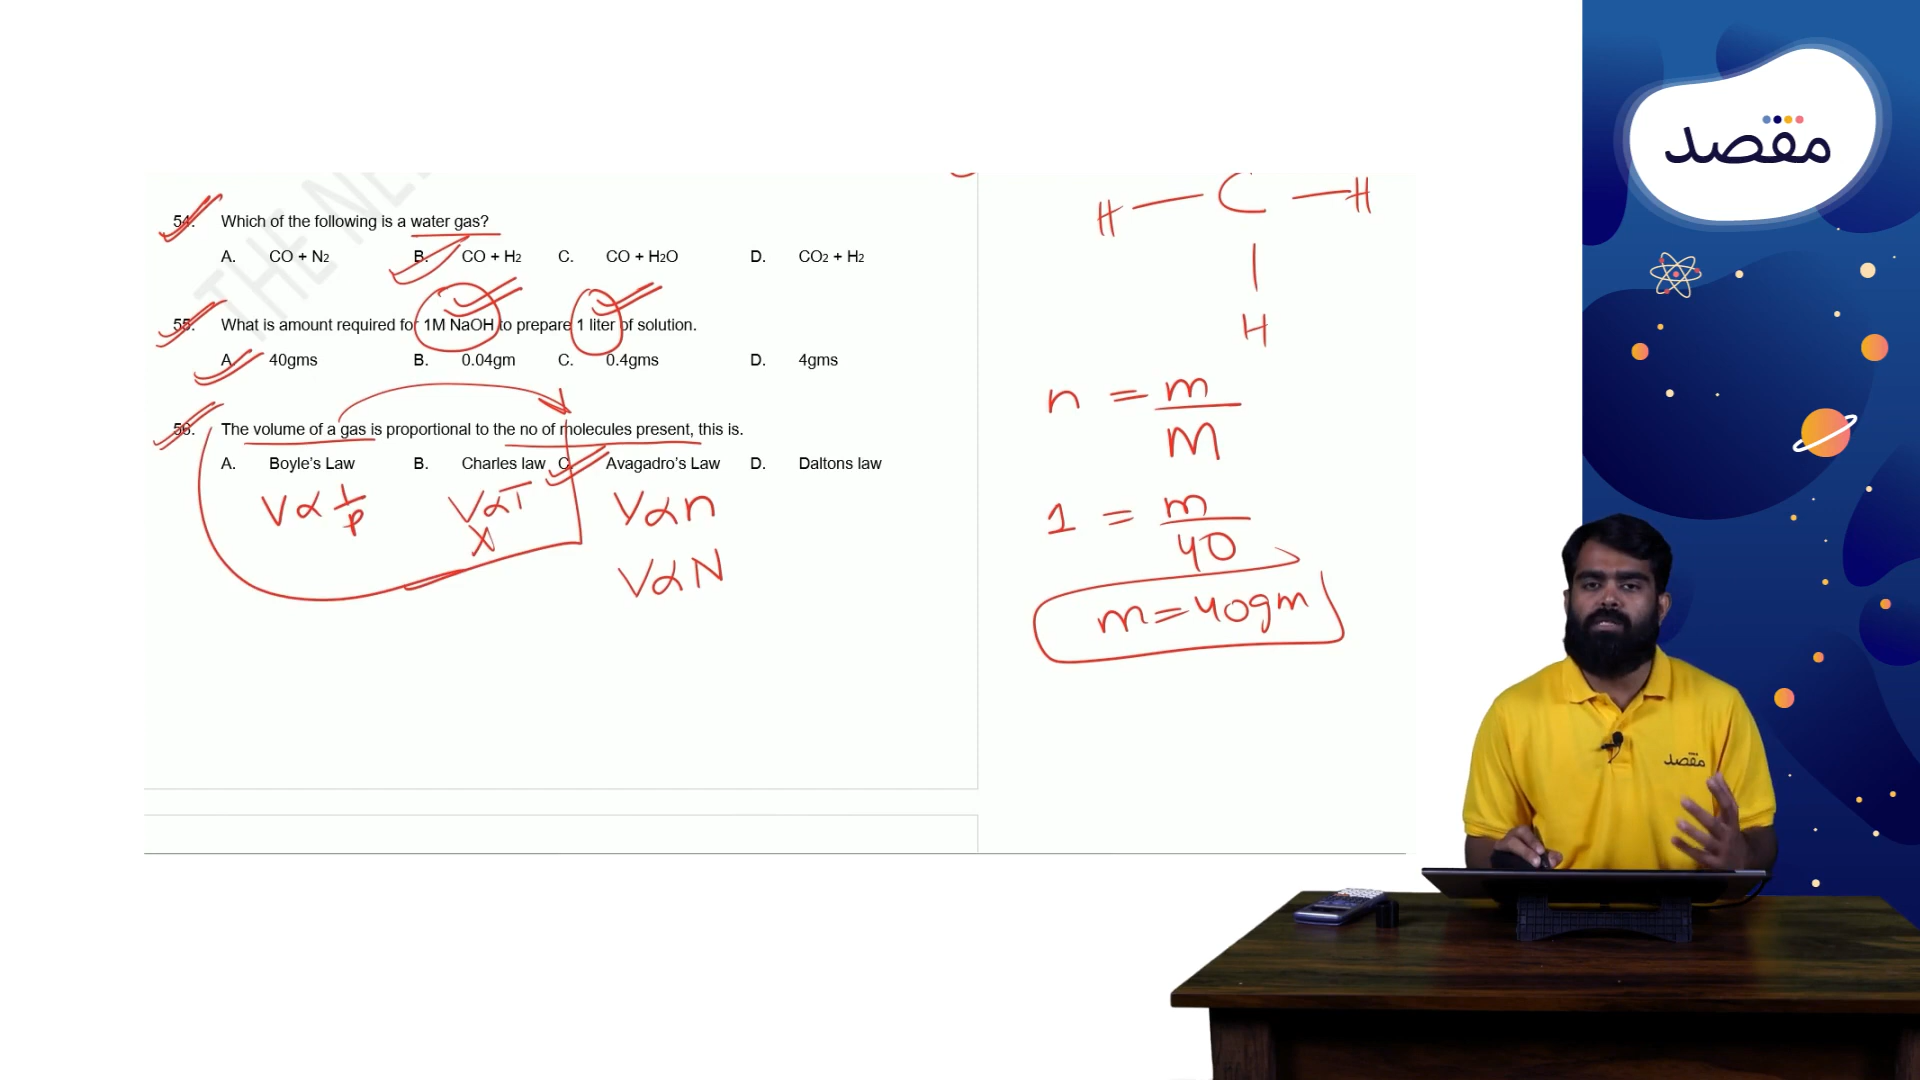 THE NE
54. Which of the following is a water gas?
A. CO + N2 B. CO + H2 C. CO + H2O D. CO2 + H2
55. What is amount required for 1M NaOH to prepare 1 liter of solution.
A. 40gms B. 0.04gm C. 0.4gms D. 4gms
56. The volume of a gas is proportional to the no of molecules present, this is.
A. Boyle's Law B. Charles law C. Avagadro's Law D. Daltons law
V ∝ 1/P V∝T V∝n
X V∝N
H — C — H
|
H
n = m/M
1 = m/40
m = 40gm
مقصد
مقصد